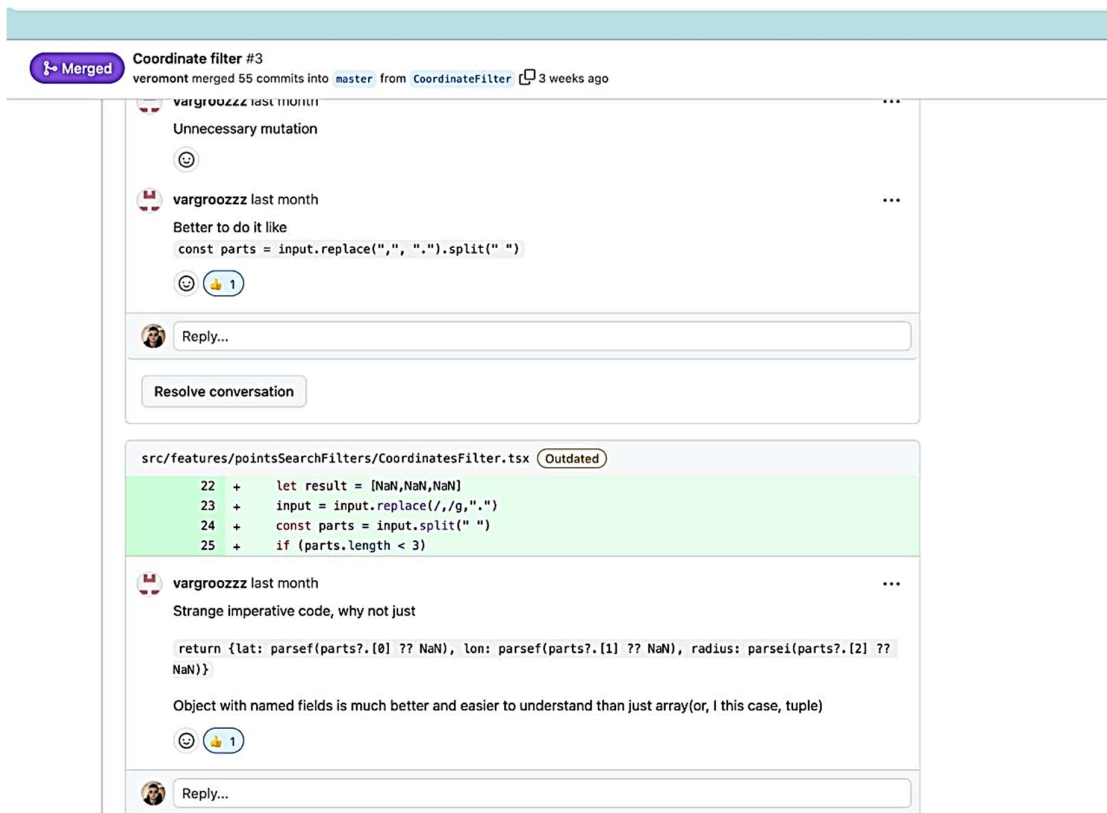 Merged
Coordinate filter #3
veromont merged 55 commits into master from CoordinateFilter 3 weeks ago
vargroozzz last month
Unnecessary mutation
vargroozzz last month
Better to do it like
const parts = input.replace(",", ".").split(" ")
1
Reply...
Resolve conversation
src/features/pointsSearchFilters/CoordinatesFilter.tsx Outdated
22 + let result = [NaN,NaN,NaN]
23 + input = input.replace(/,/g,".")
24 + const parts = input.split(" ")
25 + if (parts.length < 3)
vargroozzz last month
Strange imperative code, why not just
return {lat: parsef(parts?.[0] ?? NaN), lon: parsef(parts?.[1] ?? NaN), radius: parsei(parts?.[2] ??
NaN)}
Object with named fields is much better and easier to understand than just array(or, I this case, tuple)
1
Reply...